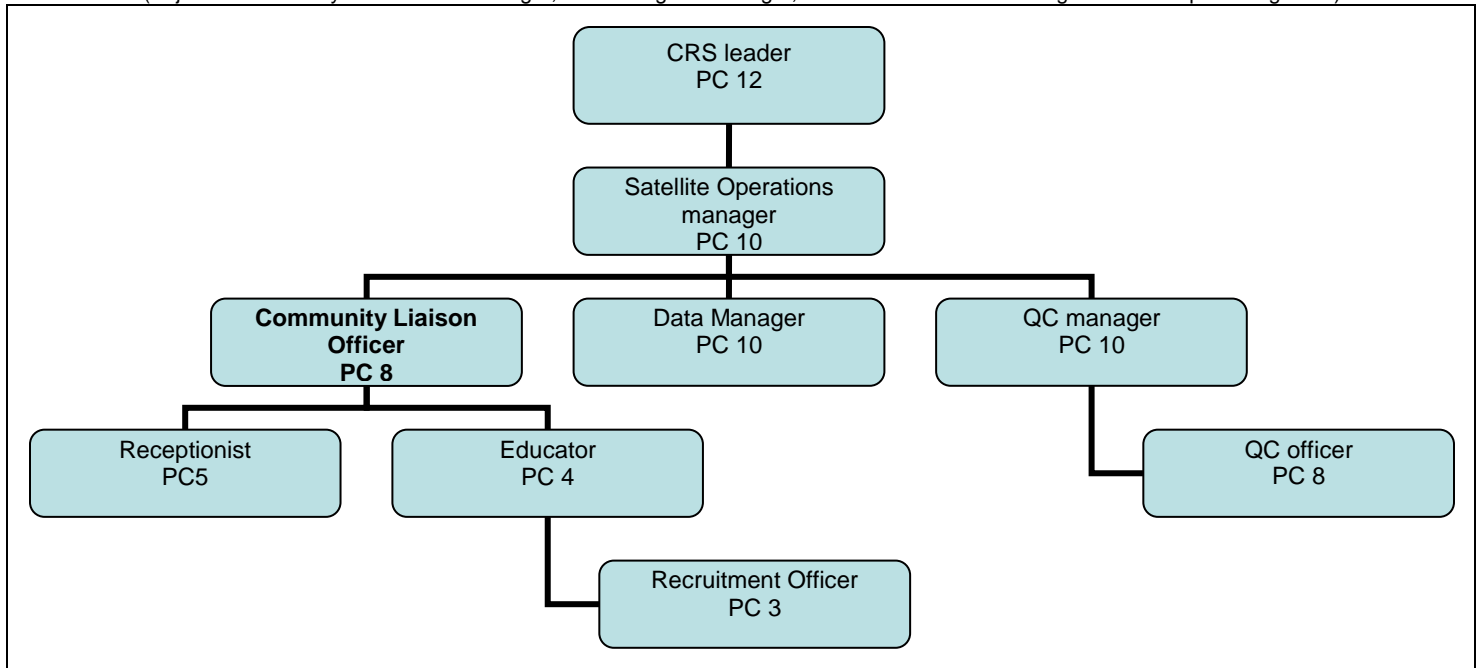 CRS leader
PC 12
Satellite Operations
manager
PC 10
Community Liaison
Officer
PC 8
Data Manager
PC 10
QC manager
PC 10
Receptionist
PC5
Educator
PC 4
QC officer
PC 8
Recruitment Officer
PC 3